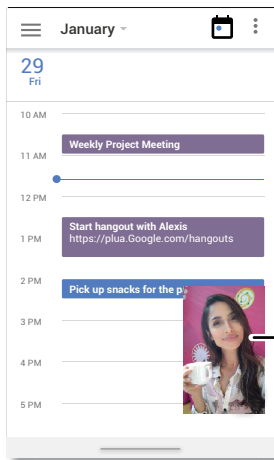 January
29
Fri
10 AM
Weekly Project Meeting
11 AM
12 PM
Start hangout with Alexis
https://plua.Google.com/hangouts
1 PM
2 PM
Pick up snacks for the
3 PM
4 PM
5 PM